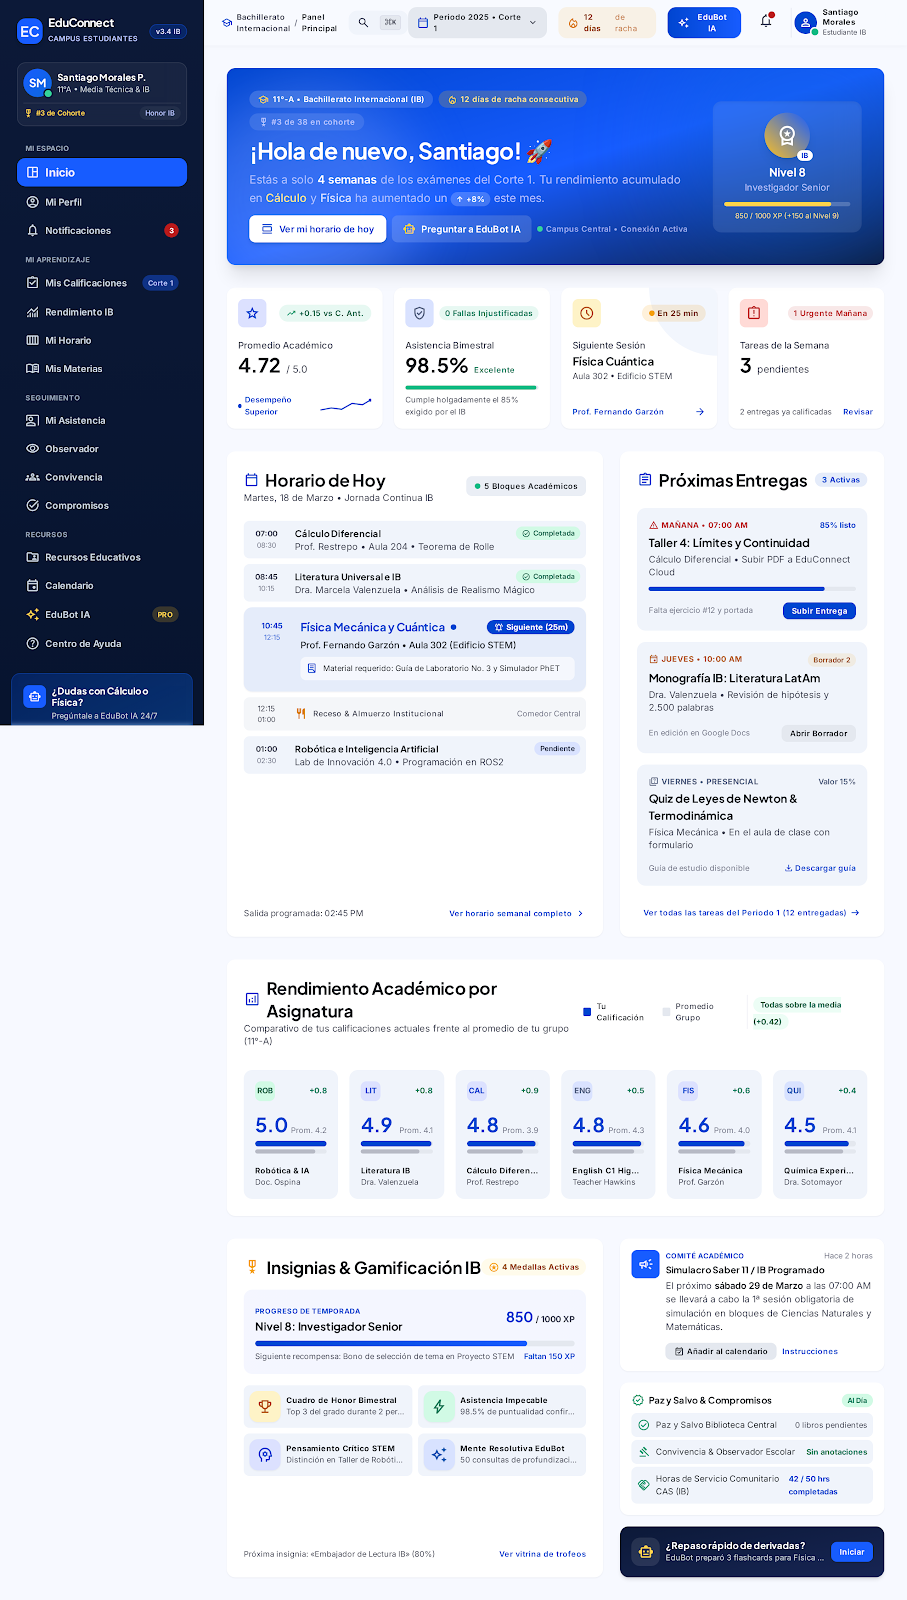 EC
EduConnect
CAMPUS ESTUDIANTES
v3.4 IB
SM
Santiago Morales P.
11°A • Media Técnica & IB
#3 de Cohorte
Honor IB
MI ESPACIO
Inicio
Mi Perfil
Notificaciones
3
MI APRENDIZAJE
Mis Calificaciones
Corte 1
Rendimiento IB
Mi Horario
Mis Materias
SEGUIMIENTO
Mi Asistencia
Observador
Convivencia
Compromisos
RECURSOS
Recursos Educativos
Calendario
EduBot IA
PRO
Centro de Ayuda
¿Dudas con Cálculo o
Física?
Pregúntale a EduBot IA 24/7
Bachillerato
Internacional
/
Panel
Principal
⌘K
Periodo 2025 • Corte
1
12
días
de
racha
EduBot
IA
Santiago
Morales
Estudiante IB
11°-A • Bachillerato Internacional (IB)
12 días de racha consecutiva
#3 de 38 en cohorte
¡Hola de nuevo, Santiago! 🚀
Estás a solo 4 semanas de los exámenes del Corte 1. Tu rendimiento acumulado
en Cálculo y Física ha aumentado un ↑ +8% este mes.
Ver mi horario de hoy
Preguntar a EduBot IA
Campus Central • Conexión Activa
IB
Nivel 8
Investigador Senior
850 / 1000 XP (+150 al Nivel 9)
+0.15 vs C. Ant.
Promedio Académico
4.72 / 5.0
Desempeño
Superior
0 Fallas Injustificadas
Asistencia Bimestral
98.5% Excelente
Cumple holgadamente el 85%
exigido por el IB
En 25 min
Siguiente Sesión
Física Cuántica
Aula 302 • Edificio STEM
Prof. Fernando Garzón
1 Urgente Mañana
Tareas de la Semana
3 pendientes
2 entregas ya calificadas
Revisar
Horario de Hoy
Martes, 18 de Marzo • Jornada Continua IB
5 Bloques Académicos
07:00
08:30
Cálculo Diferencial
Prof. Restrepo • Aula 204 • Teorema de Rolle
Completada
08:45
10:15
Literatura Universal e IB
Dra. Marcela Valenzuela • Análisis de Realismo Mágico
Completada
10:45
12:15
Física Mecánica y Cuántica
Siguiente (25m)
Prof. Fernando Garzón • Aula 302 (Edificio STEM)
Material requerido: Guía de Laboratorio No. 3 y Simulador PhET
12:15
01:00
Receso & Almuerzo Institucional
Comedor Central
01:00
02:30
Robótica e Inteligencia Artificial
Lab de Innovación 4.0 • Programación en ROS2
Pendiente
Salida programada: 02:45 PM
Ver horario semanal completo
Próximas Entregas
3 Activas
MAÑANA • 07:00 AM
85% listo
Taller 4: Límites y Continuidad
Cálculo Diferencial • Subir PDF a EduConnect
Cloud
Falta ejercicio #12 y portada
Subir Entrega
JUEVES • 10:00 AM
Borrador 2
Monografía IB: Literatura LatAm
Dra. Valenzuela • Revisión de hipótesis y
2.500 palabras
En edición en Google Docs
Abrir Borrador
VIERNES • PRESENCIAL
Valor 15%
Quiz de Leyes de Newton &
Termodinámica
Física Mecánica • En el aula de clase con
formulario
Guía de estudio disponible
Descargar guía
Ver todas las tareas del Periodo 1 (12 entregadas)
Rendimiento Académico por
Asignatura
Comparativo de tus calificaciones actuales frente al promedio de tu grupo
(11°-A)
Tu
Calificación
Promedio
Grupo
Todas sobre la media
(+0.42)
ROB
+0.8
5.0 Prom. 4.2
Robótica & IA
Doc. Ospina
LIT
+0.8
4.9 Prom. 4.1
Literatura IB
Dra. Valenzuela
CAL
+0.9
4.8 Prom. 3.9
Cálculo Diferen...
Prof. Restrepo
ENG
+0.5
4.8 Prom. 4.3
English C1 Hig...
Teacher Hawkins
FIS
+0.6
4.6 Prom. 4.0
Física Mecánica
Prof. Garzón
QUI
+0.4
4.5 Prom. 4.1
Química Experi...
Dra. Sotomayor
Insignias & Gamificación IB
4 Medallas Activas
PROGRESO DE TEMPORADA
Nivel 8: Investigador Senior
850 / 1000 XP
Siguiente recompensa: Bono de selección de tema en Proyecto STEM
Faltan 150 XP
Cuadro de Honor Bimestral
Top 3 del grado durante 2 per...
Asistencia Impecable
98.5% de puntualidad confir...
Pensamiento Crítico STEM
Distinción en Taller de Robóti...
Mente Resolutiva EduBot
50 consultas de profundizaci...
Próxima insignia: «Embajador de Lectura IB» (80%)
Ver vitrina de trofeos
COMITÉ ACADÉMICO
Hace 2 horas
Simulacro Saber 11 / IB Programado
El próximo sábado 29 de Marzo a las 07:00 AM
se llevará a cabo la 1ª sesión obligatoria de
simulación en bloques de Ciencias Naturales y
Matemáticas.
Añadir al calendario
Instrucciones
Paz y Salvo & Compromisos
Al Día
Paz y Salvo Biblioteca Central
0 libros pendientes
Convivencia & Observador Escolar
Sin anotaciones
Horas de Servicio Comunitario
CAS (IB)
42 / 50 hrs
completadas
¿Repaso rápido de derivadas?
EduBot preparó 3 flashcards para Física ...
Iniciar